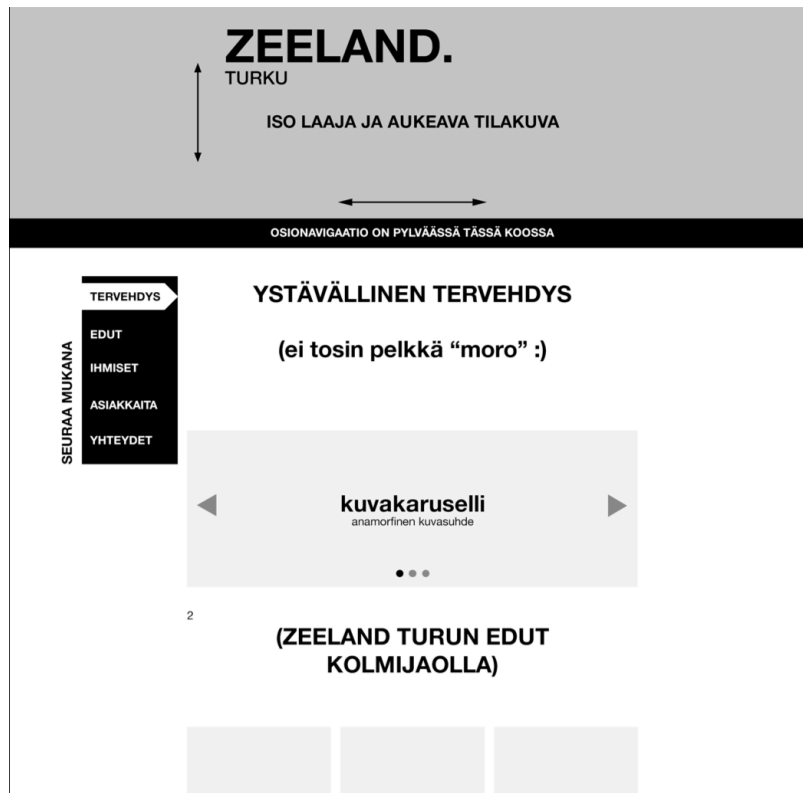 ZEELAND.
TURKU
ISO LAAJA JA AUKEAVA TILAKUVA
OSIONAVIGAATIO ON PYLVÄÄSSÄ TÄSSÄ KOOSSA
SEURAA MUKANA
TERVEHDYS
EDUT
IHMISET
ASIAKKAITA
YHTEYDET
YSTÄVÄLLINEN TERVEHDYS
(ei tosin pelkkä “moro” :)
kuvakaruselli
anamorfinen kuvasuhde
2
(ZEELAND TURUN EDUT
KOLMIJAOLLA)